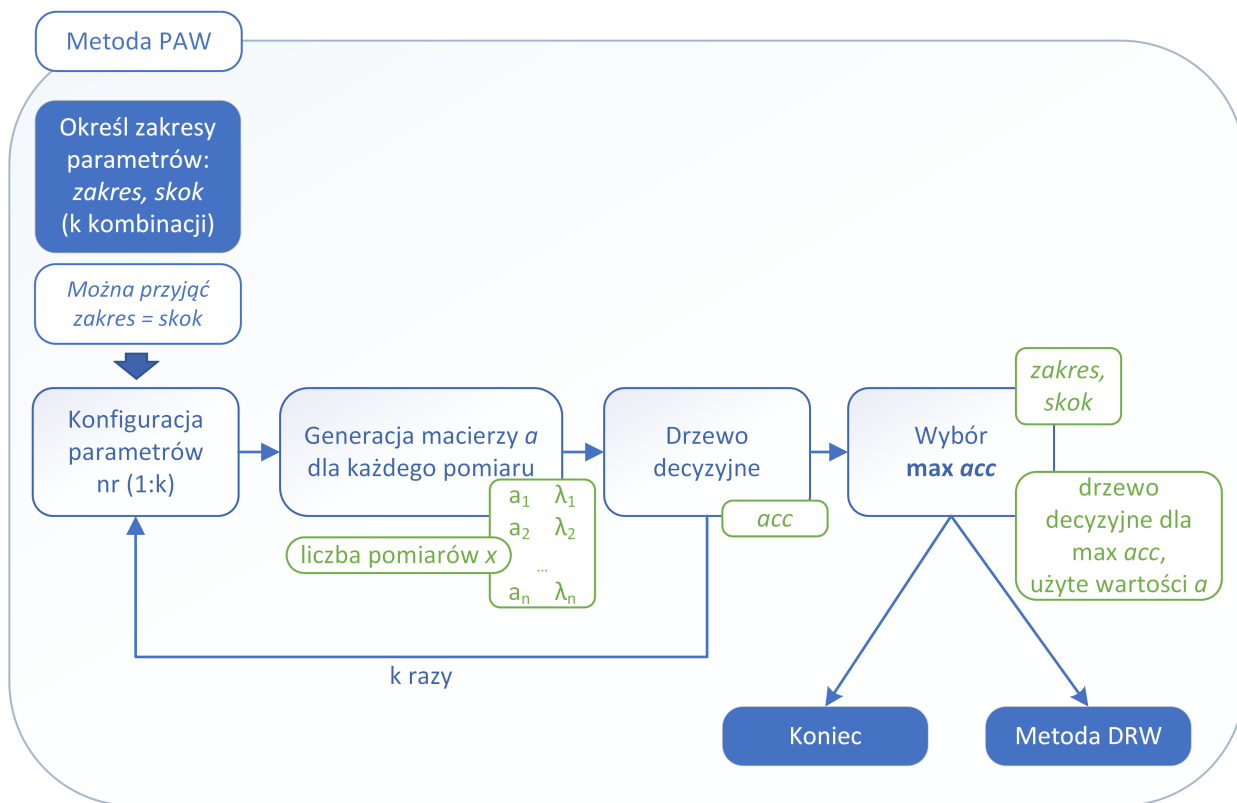 Metoda PAW
Określ zakresy
parametrów:
zakres, skok
(k kombinacji)
Można przyjąć
zakres = skok
Konfiguracja
parametrów
nr (1:k)
Generacja macierzy a
dla każdego pomiaru
a₁ λ₁
a₂ λ₂
...
aₙ λₙ
liczba pomiarów x
Drzewo
decyzyjne
acc
Wybór
max acc
zakres,
skok
drzewo
decyzyjne dla
max acc,
użyte wartości a
k razy
Koniec
Metoda DRW